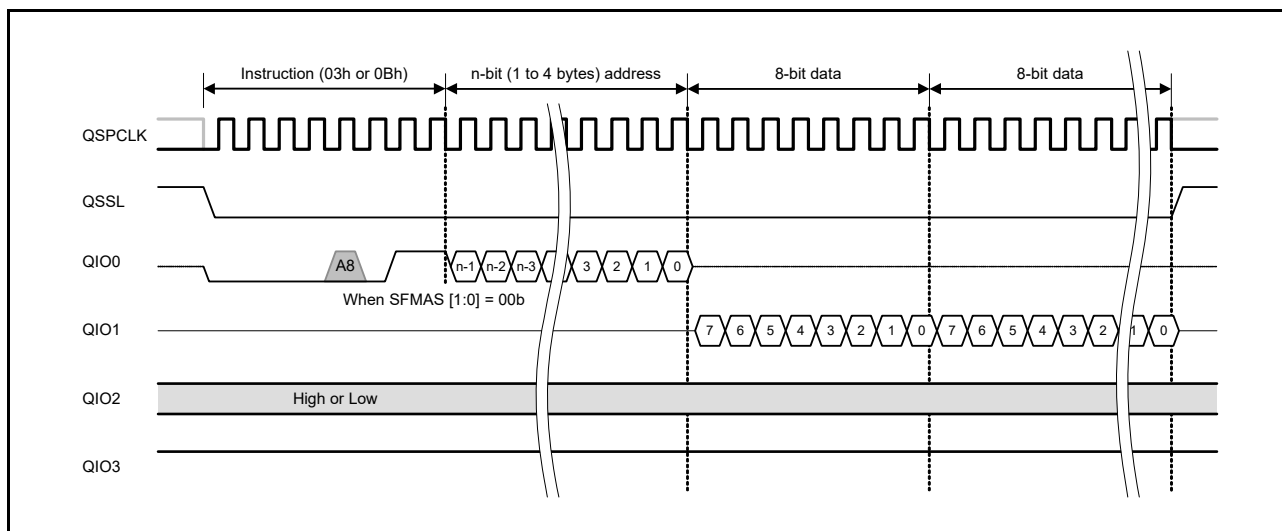 Instruction (03h or 0Bh) n-bit (1 to 4 bytes) address 8-bit data 8-bit data
QSPCLK
QSSL
QIO0 A8 n-1 n-2 n-3 3 2 1 0
When SFMAS [1:0] = 00b
QIO1 7 6 5 4 3 2 1 0 7 6 5 4 3 2 1 0
QIO2 High or Low
QIO3